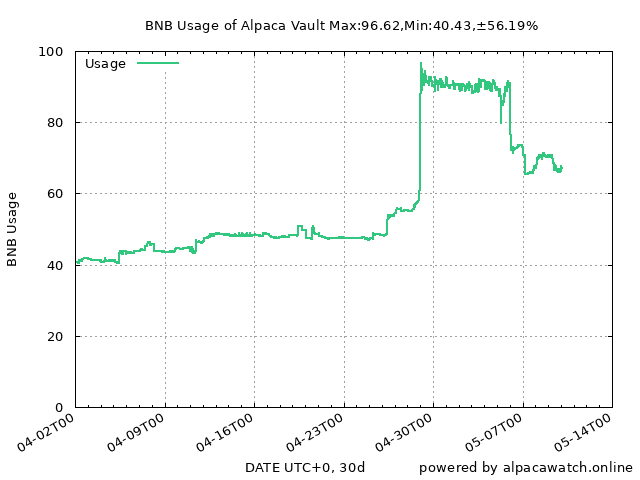 BNB Usage of Alpaca Vault Max:96.62,Min:40.43,±56.19%
Usage
100
80
60
40
20
0
BNB Usage
04-02T00
04-09T00
04-16T00
04-23T00
04-30T00
05-07T00
05-14T00
DATE UTC+0, 30d
powered by alpacawatch.online